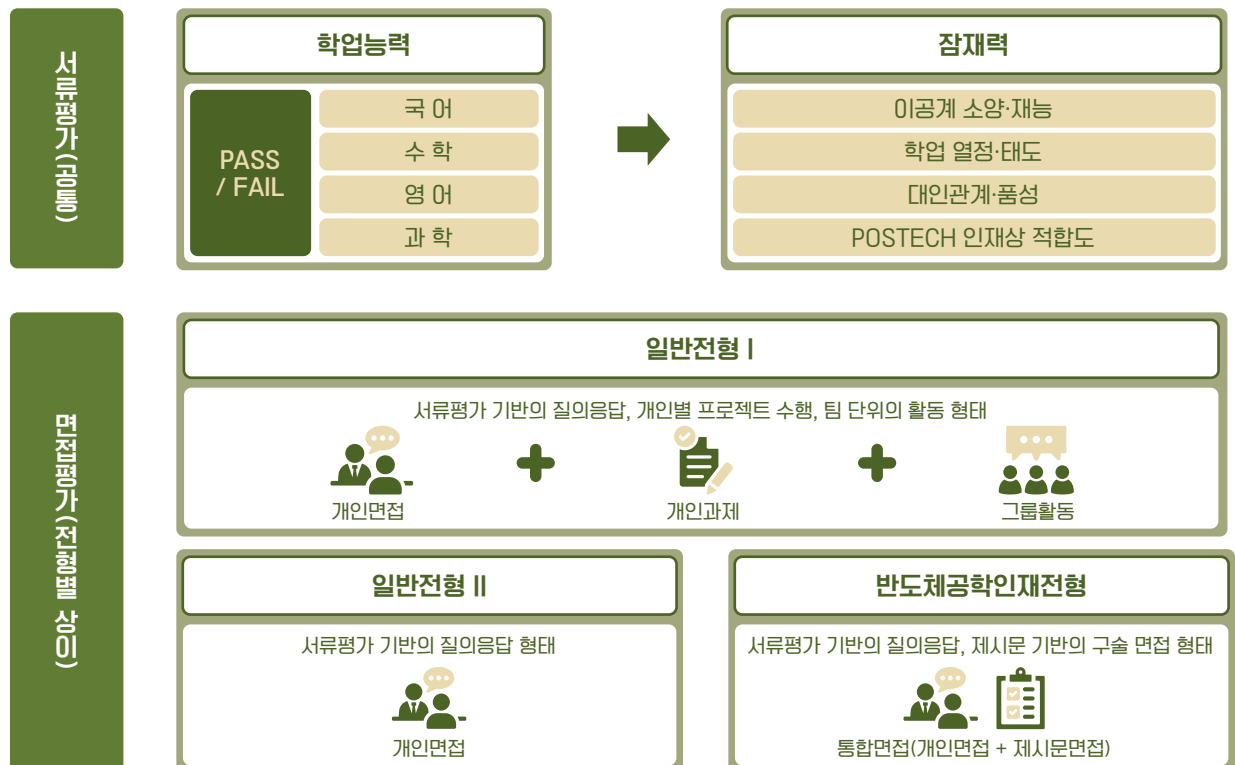 서류평가(공통)
학업능력
PASS
/ FAIL
국 어
수 학
영 어
과 학
잠재력
이공계 소양·재능
학업 열정·태도
대인관계·품성
POSTECH 인재상 적합도
면접평가(전형별 상이)
일반전형 Ⅰ
서류평가 기반의 질의응답, 개인별 프로젝트 수행, 팀 단위의 활동 형태
개인면접
개인과제
그룹활동
일반전형 Ⅱ
서류평가 기반의 질의응답 형태
개인면접
반도체공학인재전형
서류평가 기반의 질의응답, 제시문 기반의 구술 면접 형태
통합면접(개인면접 + 제시문면접)